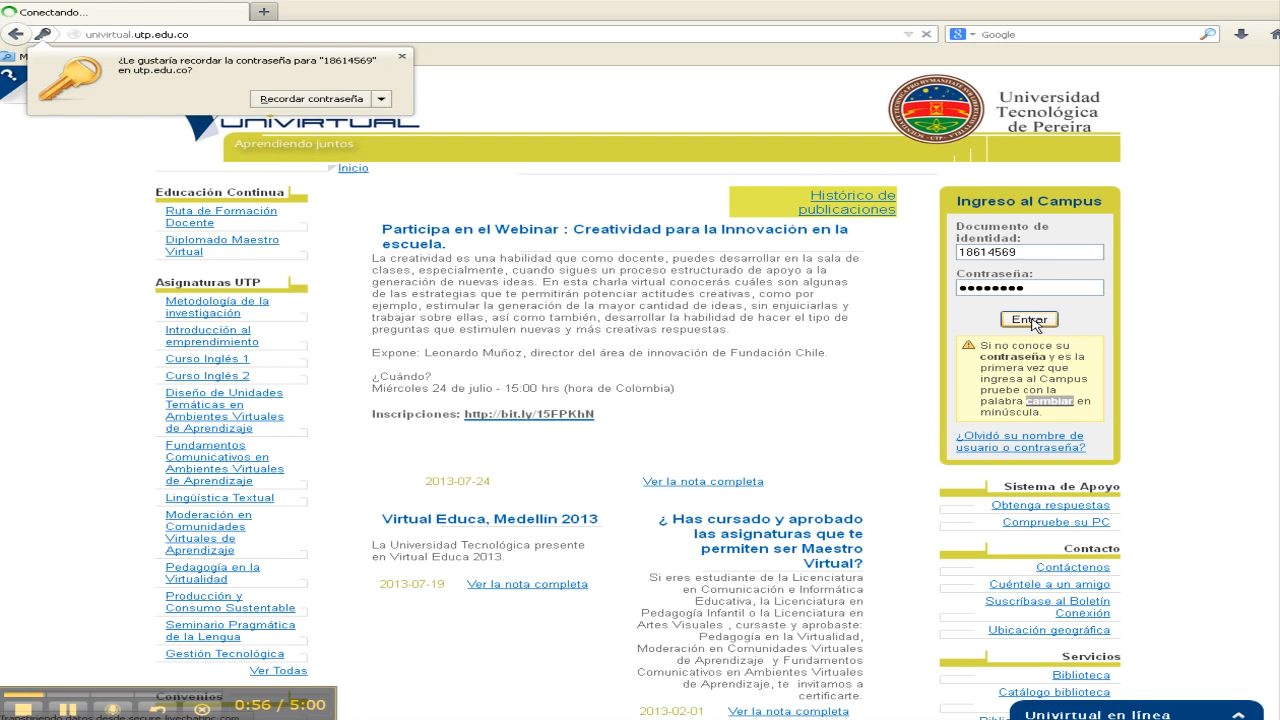 Conectando...
univirtual.utp.edu.co
Google
¿Le gustaría recordar la contraseña para "18614569"
en utp.edu.co?
Recordar contraseña
UNIVIRTUAL
Aprendiendo juntos
Universidad
Tecnológica
de Pereira
Inicio
Educación Continua
Ruta de Formación
Docente
Diplomado Maestro
Virtual
Asignaturas UTP
Metodología de la
investigación
Introducción al
emprendimiento
Curso Inglés 1
Curso Inglés 2
Diseño de Unidades
Temáticas en
Ambientes Virtuales
de Aprendizaje
Fundamentos
Comunicativos en
Ambientes Virtuales
de Aprendizaje
Lingüística Textual
Moderación en
Comunidades
Virtuales de
Aprendizaje
Pedagogía en la
Virtualidad
Producción y
Consumo Sustentable
Seminario Pragmática
de la Lengua
Gestión Tecnológica
Ver Todas
Convenios
Histórico de
publicaciones
Participa en el Webinar : Creatividad para la Innovación en la
escuela.
La creatividad es una habilidad que como docente, puedes desarrollar en la sala de
clases, especialmente, cuando sigues un proceso estructurado de apoyo a la
generación de nuevas ideas. En esta charla virtual conocerás cuáles son algunas
de las estrategias que te permitirán potenciar actitudes creativas, como por
ejemplo, estimular la generación de la mayor cantidad de ideas, sin enjuiciarlas y
trabajar sobre ellas, así como también, desarrollar la habilidad de hacer el tipo de
preguntas que estimulen nuevas y más creativas respuestas.
Expone: Leonardo Muñoz, director del área de innovación de Fundación Chile.
¿Cuándo?
Miércoles 24 de julio - 15:00 hrs (hora de Colombia)
Inscripciones: http://bit.ly/15FPKhN
2013-07-24 Ver la nota completa
Virtual Educa, Medellín 2013
La Universidad Tecnológica presente
en Virtual Educa 2013.
2013-07-19 Ver la nota completa
¿ Has cursado y aprobado
las asignaturas que te
permiten ser Maestro
Virtual?
Si eres estudiante de la Licenciatura
en Comunicación e Informática
Educativa, la Licenciatura en
Pedagogía Infantil o la Licenciatura en
Artes Visuales , cursaste y aprobaste:
Pedagogía en la Virtualidad,
Moderación en Comunidades Virtuales
de Aprendizaje y Fundamentos
Comunicativos en Ambientes Virtuales
de Aprendizaje, te invitamos a
certificarte.
2013-02-01 Ver la nota completa
Ingreso al Campus
Documento de
identidad:
18614569
Contraseña:
Entrar
Si no conoce su
contraseña y es la
primera vez que
ingresa al Campus
pruebe con la
palabra cambiar en
minúscula.
¿Olvidó su nombre de
usuario o contraseña?
Sistema de Apoyo
Obtenga respuestas
Compruebe su PC
Contacto
Contáctenos
Cuéntele a un amigo
Suscríbase al Boletín
Conexión
Ubicación geográfica
Servicios
Biblioteca
Catálogo biblioteca
Univirtual en línea
0:56 / 5:00